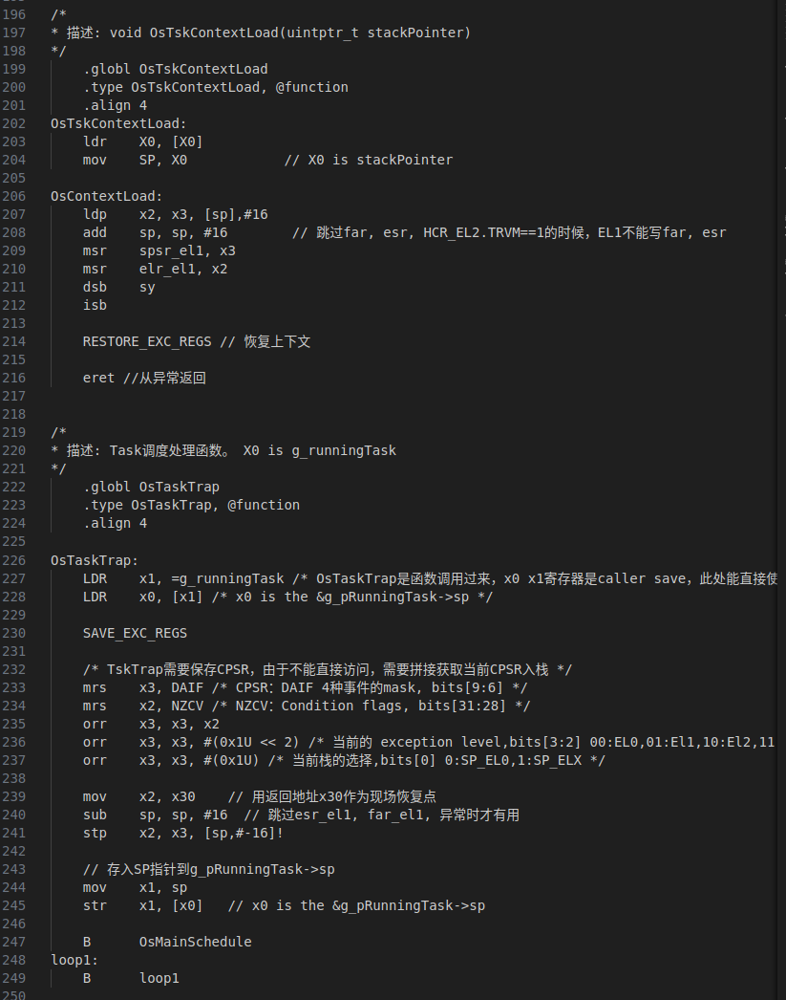 196 /*
197 * 描述: void OsTskContextLoad(uintptr_t stackPointer)
198 */
199 .globl OsTskContextLoad
200 .type OsTskContextLoad, @function
201 .align 4
202 OsTskContextLoad:
203 ldr X0, [X0]
204 mov SP, X0 // X0 is stackPointer
205
206 OsContextLoad:
207 ldp x2, x3, [sp],#16
208 add sp, sp, #16 // 跳过far, esr, HCR_EL2.TRVM==1的时候，EL1不能写far, esr
209 msr spsr_el1, x3
210 msr elr_el1, x2
211 dsb sy
212 isb
213
214 RESTORE_EXC_REGS // 恢复上下文
215
216 eret //从异常返回
217
218
219 /*
220 * 描述: Task调度处理函数。 X0 is g_runningTask
221 */
222 .globl OsTaskTrap
223 .type OsTaskTrap, @function
224 .align 4
225
226 OsTaskTrap:
227 LDR x1, =g_runningTask /* OsTaskTrap是函数调用过来，x0 x1寄存器是caller save，此处能直接使
228 LDR x0, [x1] /* x0 is the &g_pRunningTask->sp */
229
230 SAVE_EXC_REGS
231
232 /* TskTrap需要保存CPSR，由于不能直接访问，需要拼接获取当前CPSR入栈 */
233 mrs x3, DAIF /* CPSR：DAIF 4种事件的mask, bits[9:6] */
234 mrs x2, NZCV /* NZCV：Condition flags, bits[31:28] */
235 orr x3, x3, x2
236 orr x3, x3, #(0x1U << 2) /* 当前的 exception level,bits[3:2] 00:EL0,01:El1,10:El2,11
237 orr x3, x3, #(0x1U) /* 当前栈的选择,bits[0] 0:SP_EL0,1:SP_ELX */
238
239 mov x2, x30 // 用返回地址x30作为现场恢复点
240 sub sp, sp, #16 // 跳过esr_el1, far_el1, 异常时才有用
241 stp x2, x3, [sp,#-16]!
242
243 // 存入SP指针到g_pRunningTask->sp
244 mov x1, sp
245 str x1, [x0] // x0 is the &g_pRunningTask->sp
246
247 B OsMainSchedule
248 loop1:
249 B loop1
250